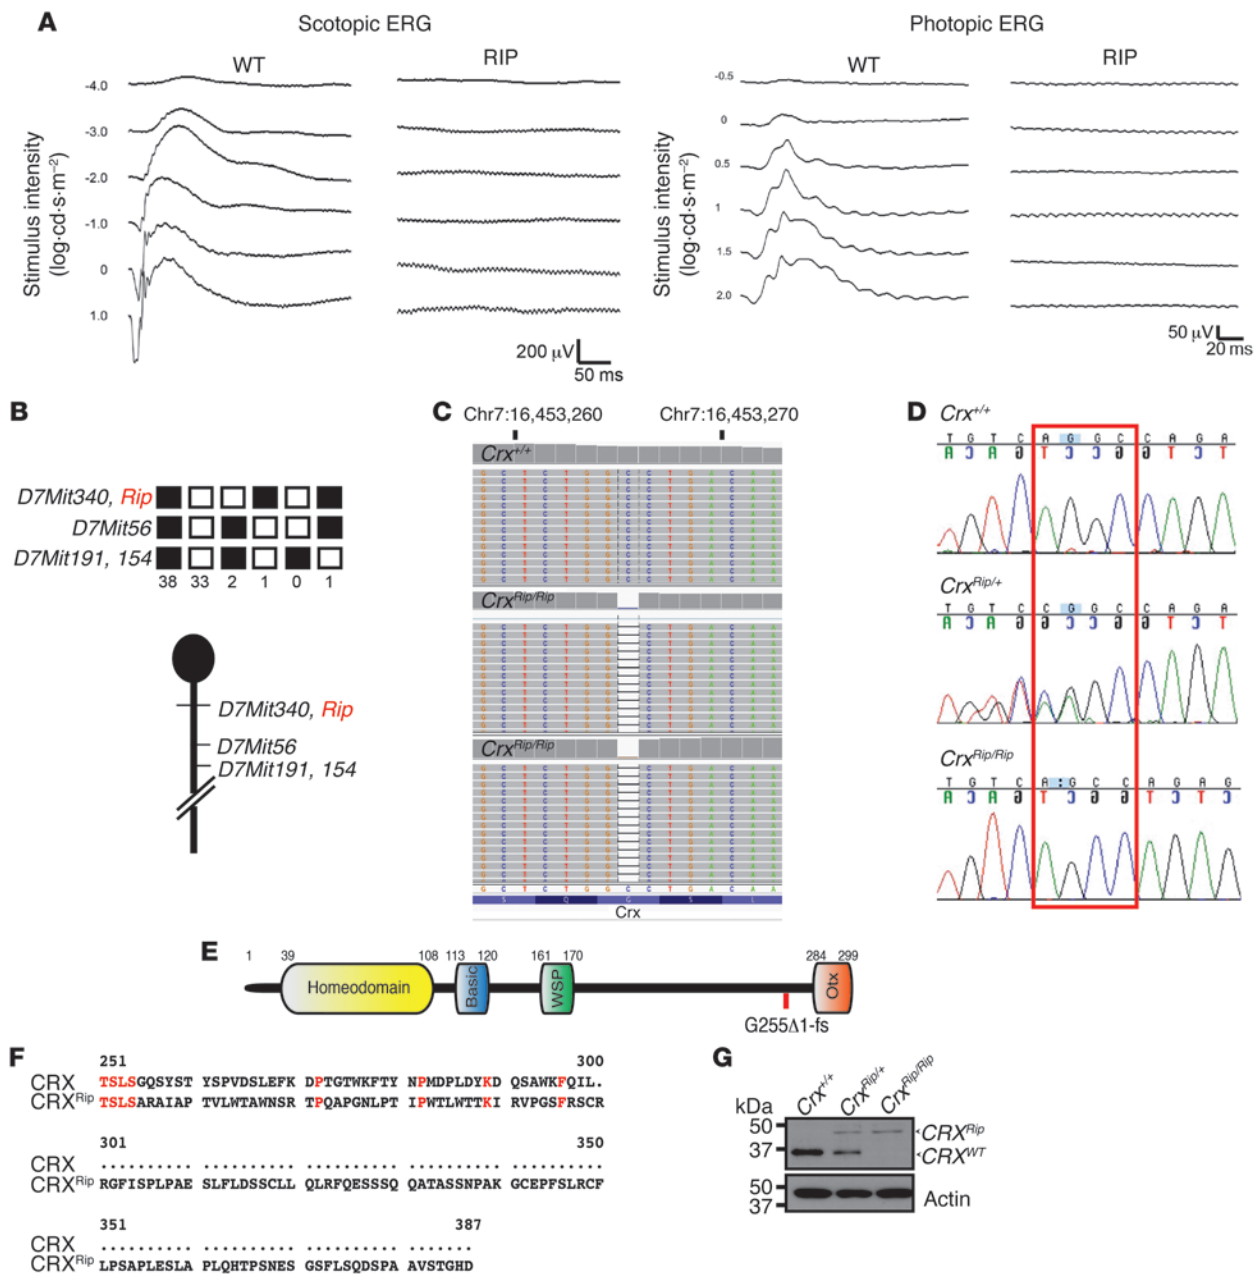 A
Scotopic ERG
Photopic ERG
WT
RIP
WT
RIP
Stimulus intensity
(log·cd·s·m⁻²)
-4.0
-3.0
-2.0
-1.0
0
1.0
200 µV
50 ms
Stimulus intensity
(log·cd·s·m⁻²)
-0.5
0
0.5
1
1.5
2.0
50 µV
20 ms
B
D7Mit340, Rip
D7Mit56
D7Mit191, 154
38 33 2 1 0 1
D7Mit340, Rip
D7Mit56
D7Mit191, 154
C
Chr7:16,453,260
Chr7:16,453,270
Crx+/+
CrxRip/Rip
CrxRip/Rip
G C T C T G G C C T G A C A A
S Q G S L
Crx
D
Crx+/+
T G T C A G G C C A G A
CrxRip/+
T G T C C G G C C A G A
CrxRip/Rip
T G T C A : G C C A G A G
E
1 39 108 113 120 161 170 284 299
Homeodomain
Basic
WSP
Otx
G255Δ1-fs
F
251 300
CRX TSLSGQSYST YSPVDSLEFK DPTGTWKFTY NPMDPLDYKD QSAWKFQIL.
CRXRip TSLSARAIAP TVLWTAWNSR TPQAPGNLPT IPWTLWTTKI RVPGSFRSCR
301 350
CRX .......... .......... .......... .......... ..........
CRXRip RGFISPLPAE SLFLDSSCLL QLRFQESSSQ QATASSNPAK GCEPFSLRCF
351 387
CRX .......... .......... .......... .......
CRXRip LPSAPLESLA PLQHTPSNES GSFLSQDSPA AVSTGHD
G
kDa
Crx+/+
CrxRip/+
CrxRip/Rip
50
37
CRXRip
CRXWT
50
37
Actin